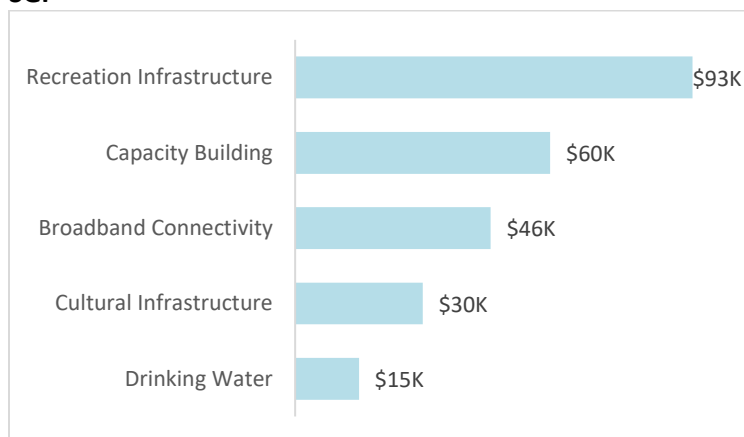 Recreation Infrastructure $93K
Capacity Building $60K
Broadband Connectivity $46K
Cultural Infrastructure $30K
Drinking Water $15K